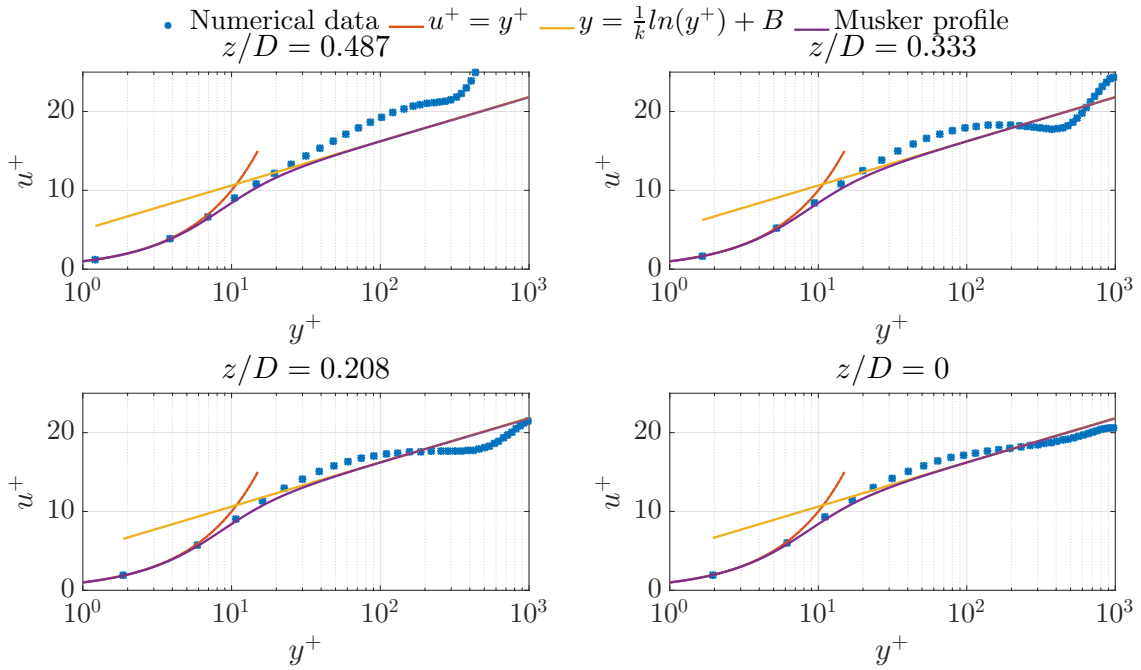 Numerical data u⁺ = y⁺ y = 1/k ln(y⁺) + B Musker profile
z/D = 0.487
20
10
0
u⁺
10⁰ 10¹ 10² 10³
y⁺
z/D = 0.333
20
10
0
u⁺
10⁰ 10¹ 10² 10³
y⁺
z/D = 0.208
20
10
0
u⁺
10⁰ 10¹ 10² 10³
y⁺
z/D = 0
20
10
0
u⁺
10⁰ 10¹ 10² 10³
y⁺